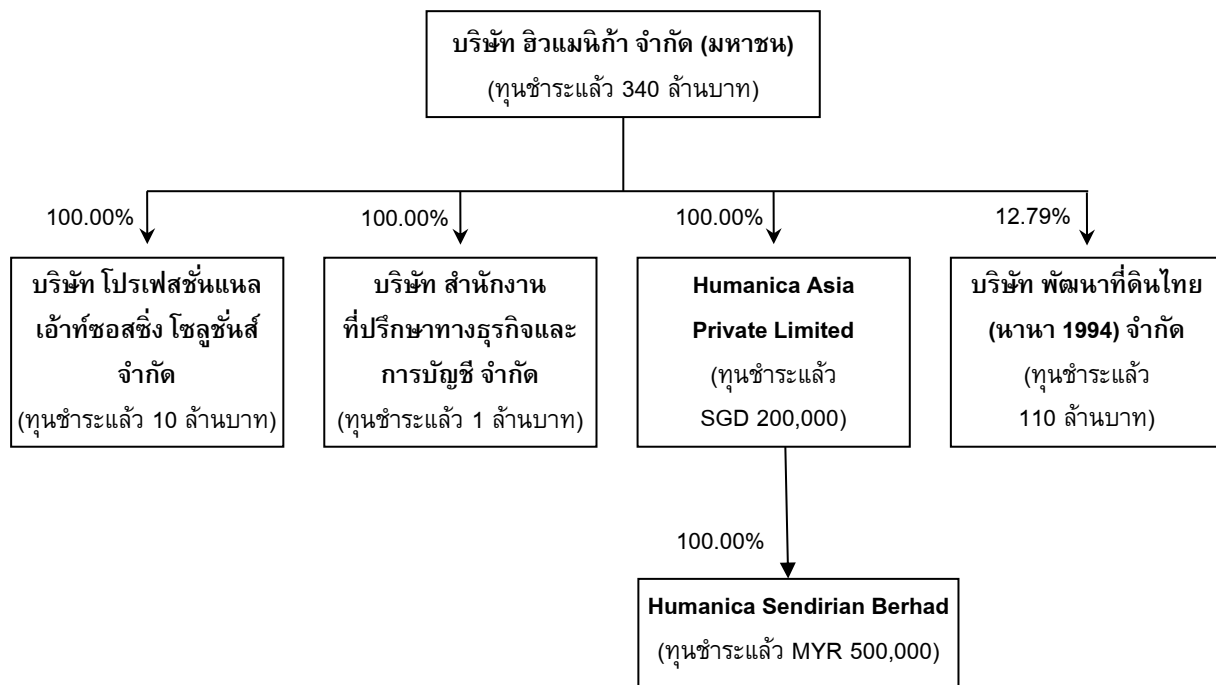 บริษัท ฮิวแมนิก้า จำกัด (มหาชน)
(ทุนชำระแล้ว 340 ล้านบาท)
100.00%
บริษัท โปรเฟสชั่นแนล
เอ้าท์ซอสซิ่ง โซลูชั่นส์
จำกัด
(ทุนชำระแล้ว 10 ล้านบาท)
100.00%
บริษัท สำนักงาน
ที่ปรึกษาทางธุรกิจและ
การบัญชี จำกัด
(ทุนชำระแล้ว 1 ล้านบาท)
100.00%
Humanica Asia
Private Limited
(ทุนชำระแล้ว
SGD 200,000)
12.79%
บริษัท พัฒนาที่ดินไทย
(นานา 1994) จำกัด
(ทุนชำระแล้ว
110 ล้านบาท)
100.00%
Humanica Sendirian Berhad
(ทุนชำระแล้ว MYR 500,000)